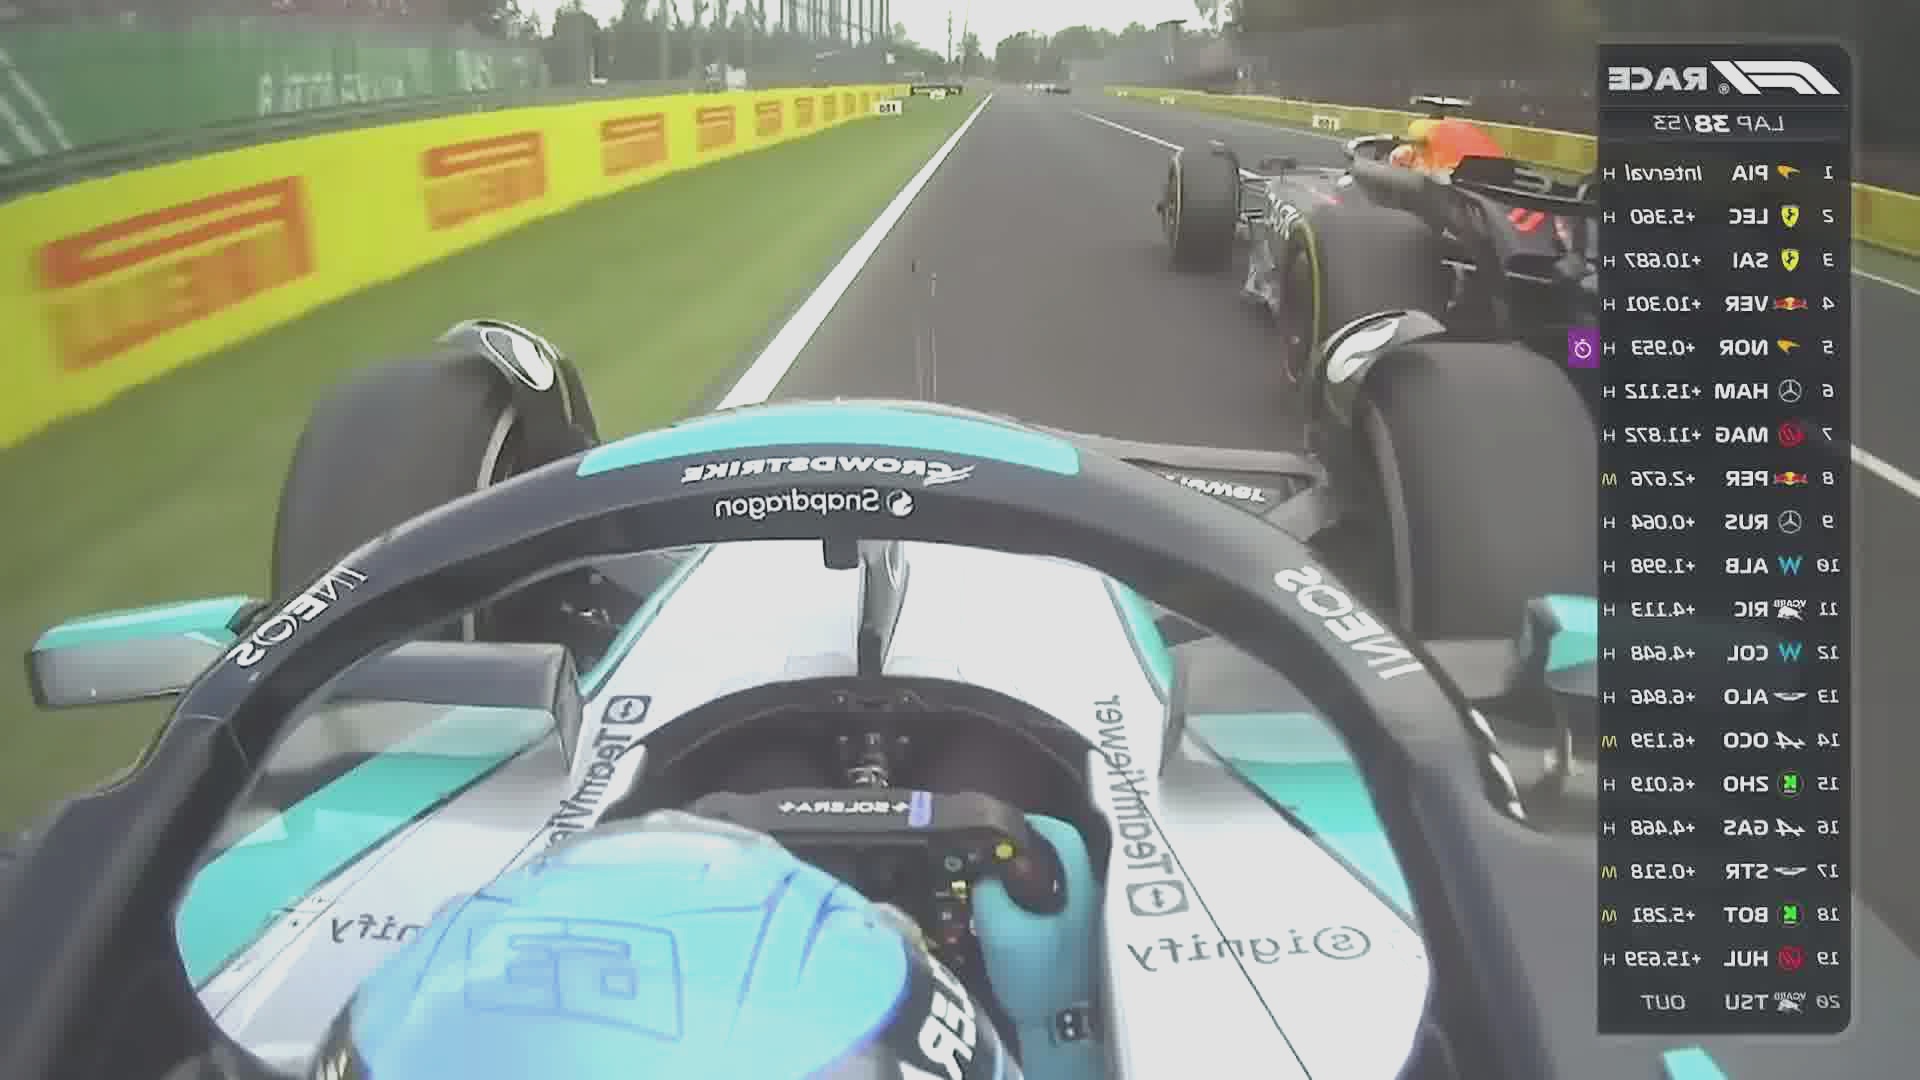 F1® RACE
LAP 38/53
1 PIA Interval H
2 LEC +5.360 H
3 SAI +10.687 H
4 VER +10.301 H
5 NOR +0.953 H
6 HAM +15.112 H
7 MAG +11.872 H
8 PER +2.676 M
9 RUS +0.064 H
10 ALB +1.998 H
11 RIC +4.113 H
12 COL +4.648 H
13 ALO +6.846 H
14 OCO +6.139 M
15 ZHO +6.019 H
16 GAS +4.468 H
17 STR +0.518 M
18 BOT +5.281 M
19 HUL +15.639 H
20 TSU OUT
CROWDSTRIKE
Snapdragon
INEOS
INEOS
TeamViewer
SOLERA
Signify
63